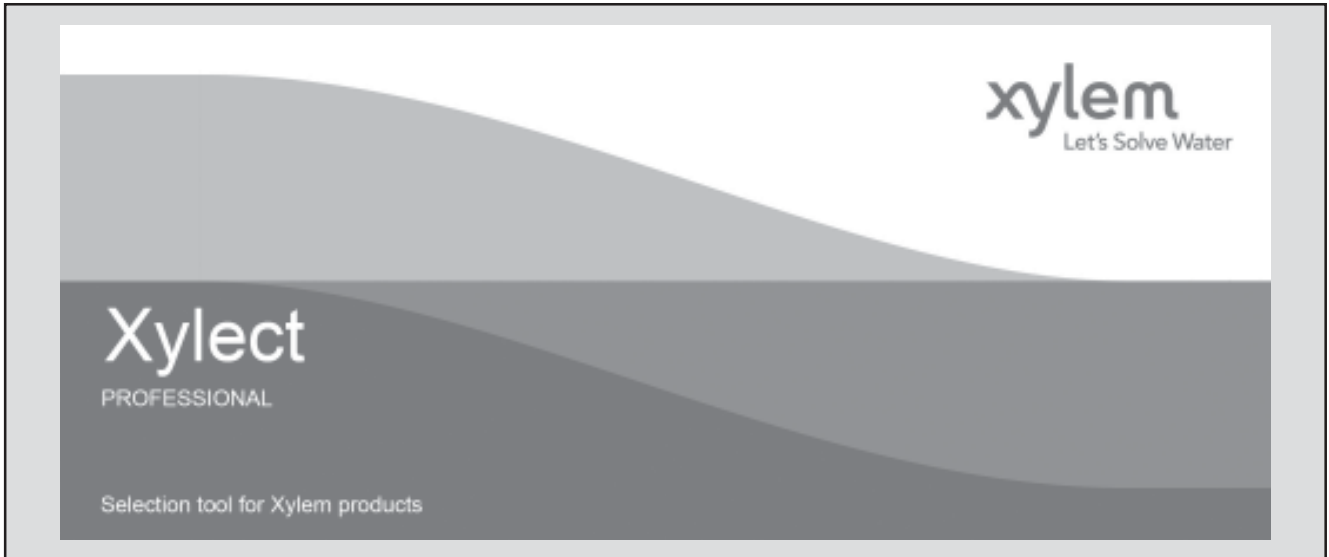 xylem
Let's Solve Water
Xylect
PROFESSIONAL
Selection tool for Xylem products